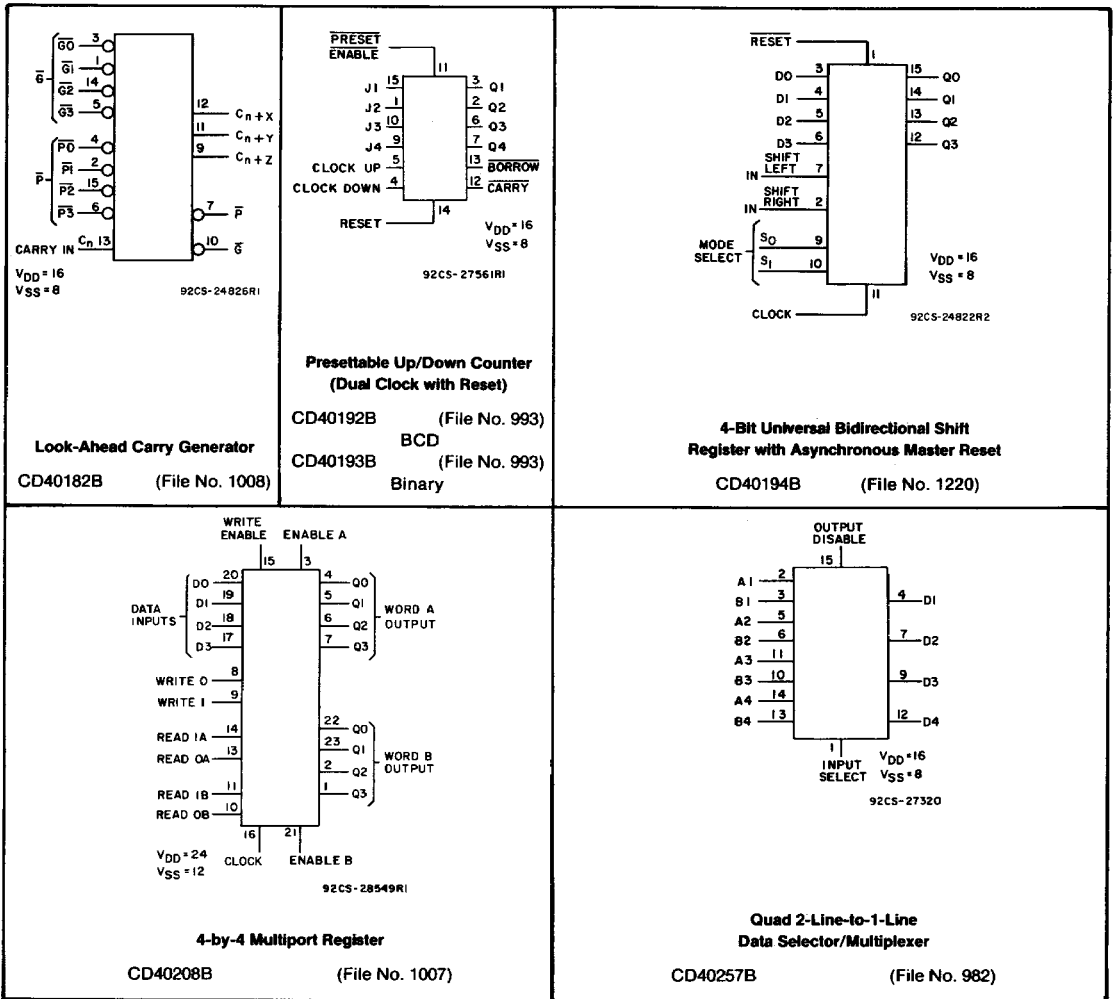 G̅0̅ 3
G̅1̅ 1
G̅ G̅2̅ 14
G̅3̅ 5
P̅0̅ 4
P̅1̅ 2
P̅ P̅2̅ 15
P̅3̅ 6
CARRY IN Cn 13
12 Cn+X
11 Cn+Y
9 Cn+Z
7 P̅
10 G̅
VDD = 16
VSS = 8
92CS-24826R1
Look-Ahead Carry Generator
CD40182B (File No. 1008)
PRESET
ENABLE
11
J1 15
J2 1
J3 10
J4 9
CLOCK UP 5
CLOCK DOWN 4
RESET 14
3 Q1
2 Q2
6 Q3
7 Q4
13 BORROW
12 CARRY
VDD = 16
VSS = 8
92CS-27561R1
Presettable Up/Down Counter
(Dual Clock with Reset)
CD40192B (File No. 993)
BCD
CD40193B (File No. 993)
Binary
RESET 1
D0 3
D1 4
D2 5
D3 6
SHIFT
LEFT
IN 7
SHIFT
RIGHT
IN 2
MODE
SELECT
S0 9
S1 10
CLOCK 11
15 Q0
14 Q1
13 Q2
12 Q3
VDD = 16
VSS = 8
92CS-24822R2
4-Bit Universal Bidirectional Shift
Register with Asynchronous Master Reset
CD40194B (File No. 1220)
WRITE
ENABLE ENABLE A
15 3
DATA
INPUTS
D0 20
D1 19
D2 18
D3 17
WRITE 0 8
WRITE 1 9
READ 1A 14
READ 0A 13
READ 1B 11
READ 0B 10
4 Q0
5 Q1
6 Q2
7 Q3
WORD A
OUTPUT
22 Q0
23 Q1
2 Q2
1 Q3
WORD B
OUTPUT
16 21
CLOCK ENABLE B
VDD = 24
VSS = 12
92CS-28549R1
4-by-4 Multiport Register
CD40208B (File No. 1007)
OUTPUT
DISABLE
15
A1 2
B1 3
A2 5
B2 6
A3 11
B3 10
A4 14
B4 13
4 D1
7 D2
9 D3
12 D4
1
INPUT
SELECT
VDD = 16
VSS = 8
92CS-27320
Quad 2-Line-to-1-Line
Data Selector/Multiplexer
CD40257B (File No. 982)